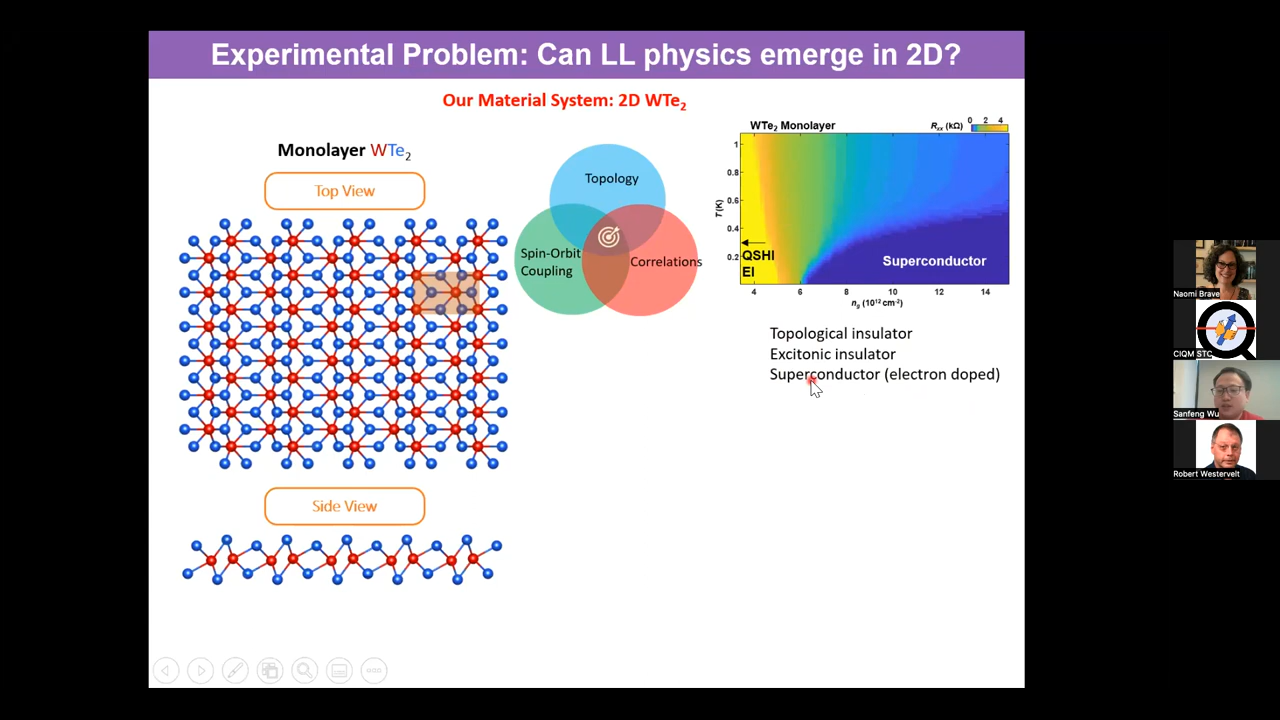 Experimental Problem: Can LL physics emerge in 2D?
Our Material System: 2D WTe₂
Monolayer WTe₂
Top View
Side View
Topology
Spin-Orbit
Coupling
Correlations
WTe₂ Monolayer
Rxx (kΩ)
0 2 4
T (K)
1
0.8
0.6
0.4
0.2
QSHI
EI
Superconductor
4 6 8 10 12 14
ng (10¹² cm⁻²)
Topological insulator
Excitonic insulator
Superconductor (electron doped)
Naomi Brave
CIQM STC
Sanfeng Wu
Robert Westervelt